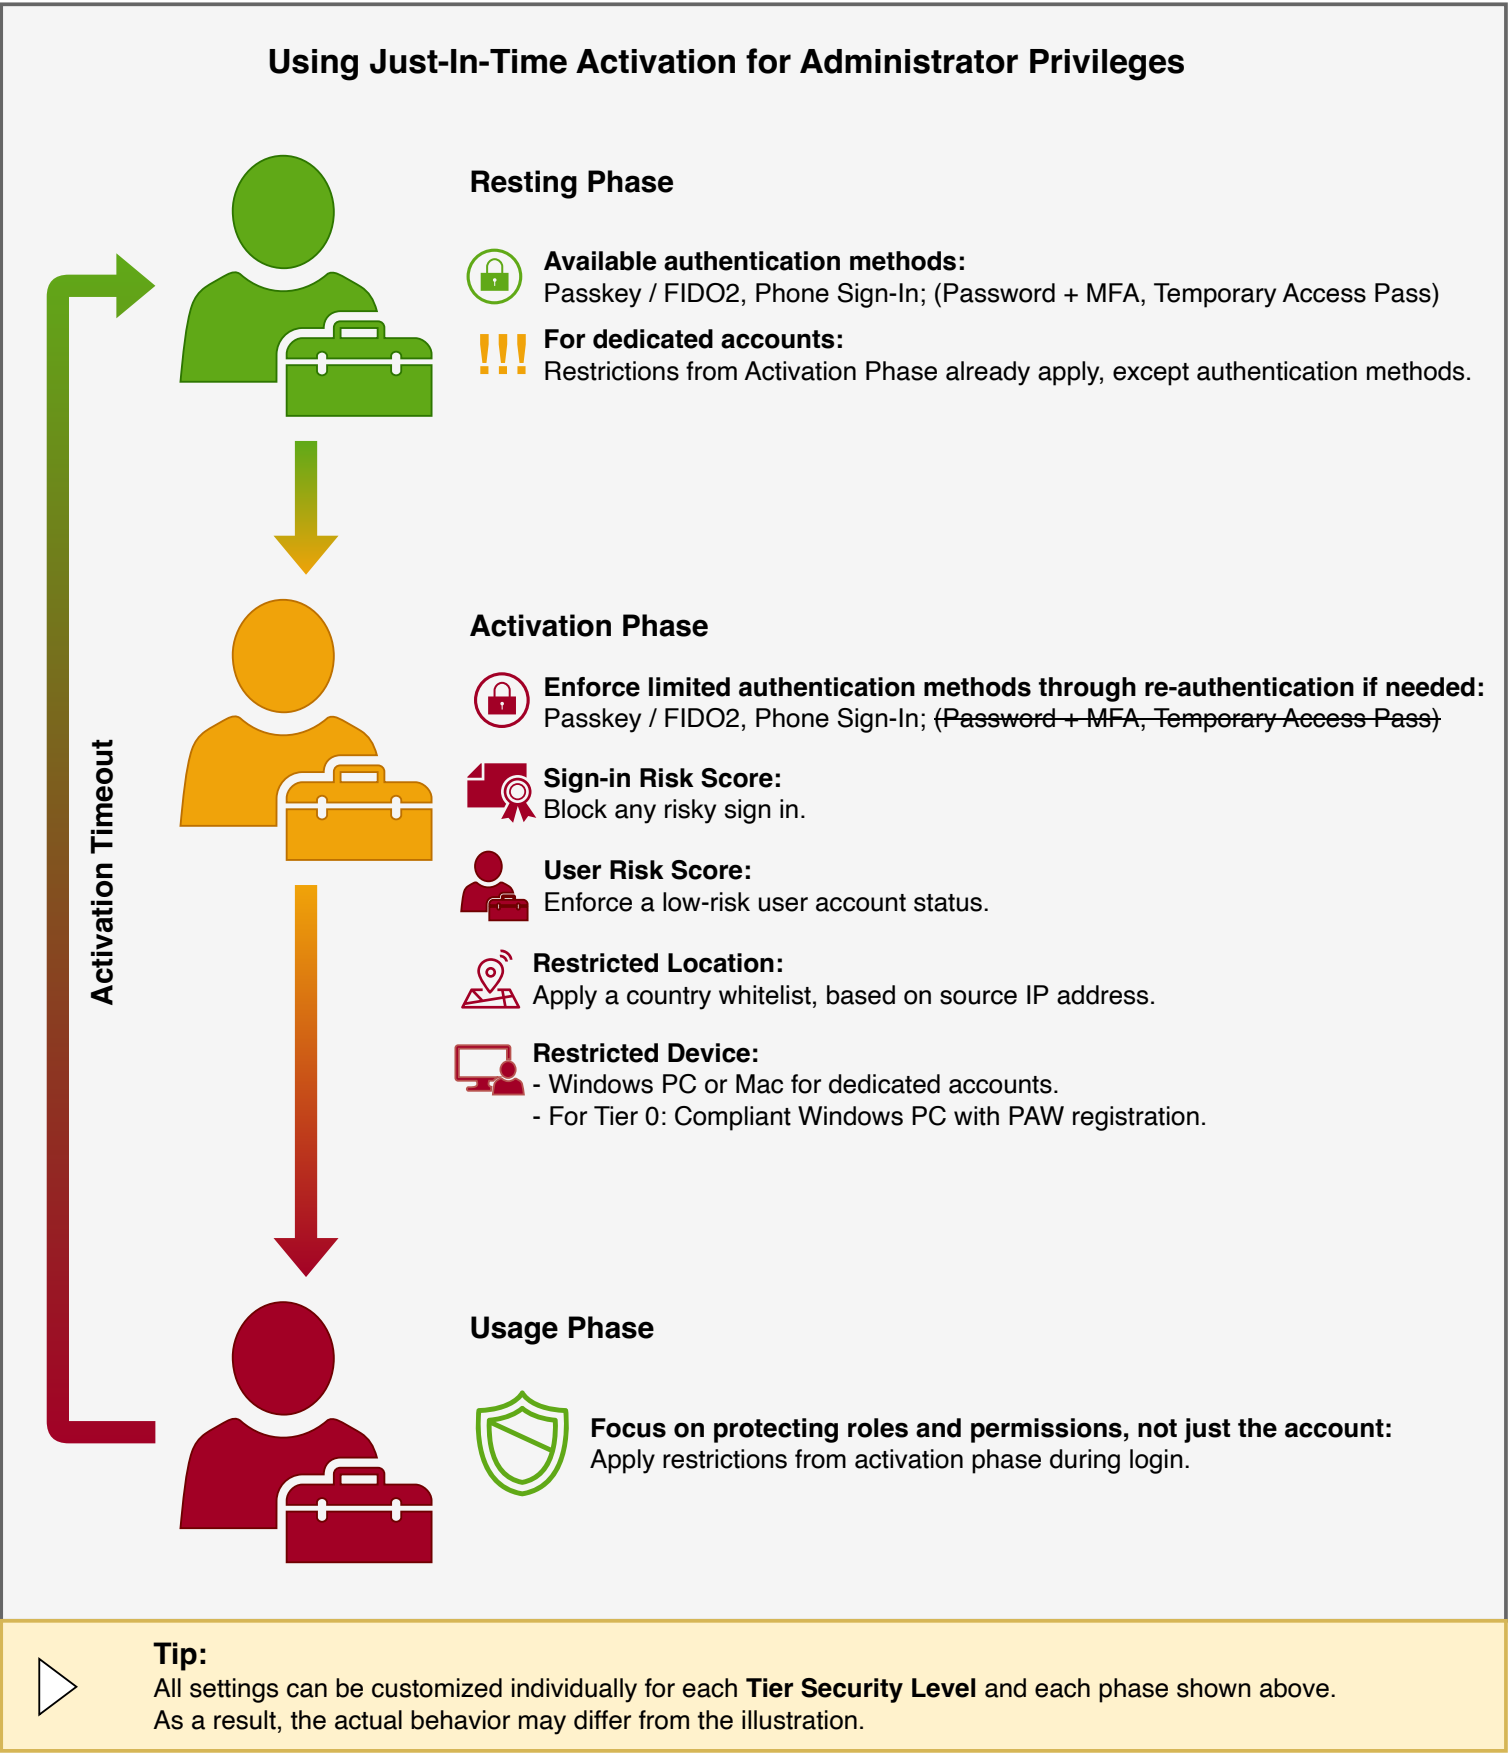 Using Just-In-Time Activation for Administrator Privileges
Resting Phase
Available authentication methods:
Passkey / FIDO2, Phone Sign-In; (Password + MFA, Temporary Access Pass)
!!! For dedicated accounts:
Restrictions from Activation Phase already apply, except authentication methods.
Activation Phase
Enforce limited authentication methods through re-authentication if needed:
Passkey / FIDO2, Phone Sign-In; (Password + MFA, Temporary Access Pass)
Sign-in Risk Score:
Block any risky sign in.
User Risk Score:
Enforce a low-risk user account status.
Restricted Location:
Apply a country whitelist, based on source IP address.
Restricted Device:
- Windows PC or Mac for dedicated accounts.
- For Tier 0: Compliant Windows PC with PAW registration.
Activation Timeout
Usage Phase
Focus on protecting roles and permissions, not just the account:
Apply restrictions from activation phase during login.
Tip:
All settings can be customized individually for each Tier Security Level and each phase shown above.
As a result, the actual behavior may differ from the illustration.